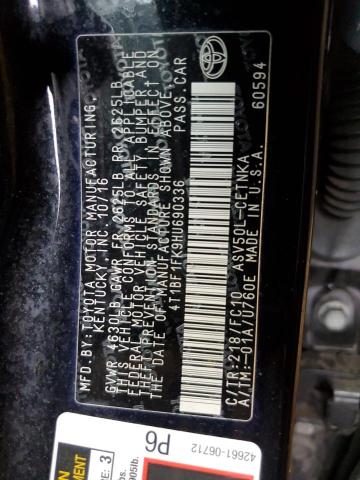 MFD.BY:TOYOTA MOTOR MANUFACTURING,
KENTUCKY, INC. 10/16
GVWR 4630LB GAWR FR 2625LB RR 2625LB
THIS VEHICLE CONFORMS TO ALL APPLICABLE
FEDERAL MOTOR VEHICLE SAFETY, BUMPER, AND THEFT
PREVENTION STANDARDS IN EFFECT ON
THE DATE OF MANUFACTURE SHOWN ABOVE.
4T1BF1FK9HU690336 PASS.CAR
C/TR:218/FC10 ASV50L-CETNKA
A/TM:-01A/U760E MADE IN U.S.A.
60594
TOYOTA
P6
42661-06712
3